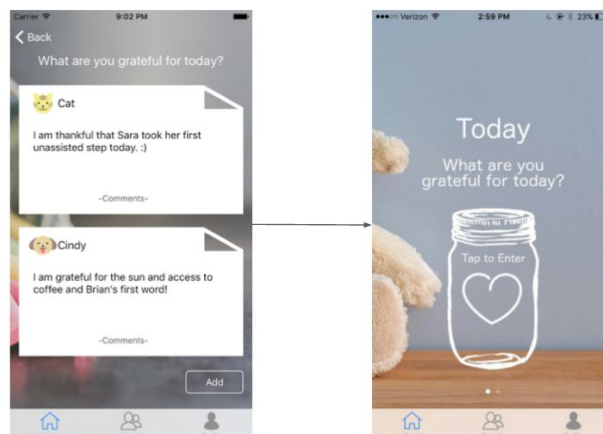 Carrier 9:02 PM
Back
What are you grateful for today?
Cat
I am thankful that Sara took her first
unassisted step today. :)
-Comments-
Cindy
I am grateful for the sun and access to
coffee and Brian's first word!
-Comments-
Add
Verizon 2:59 PM 23%
Today
What are you
grateful for today?
Tap to Enter